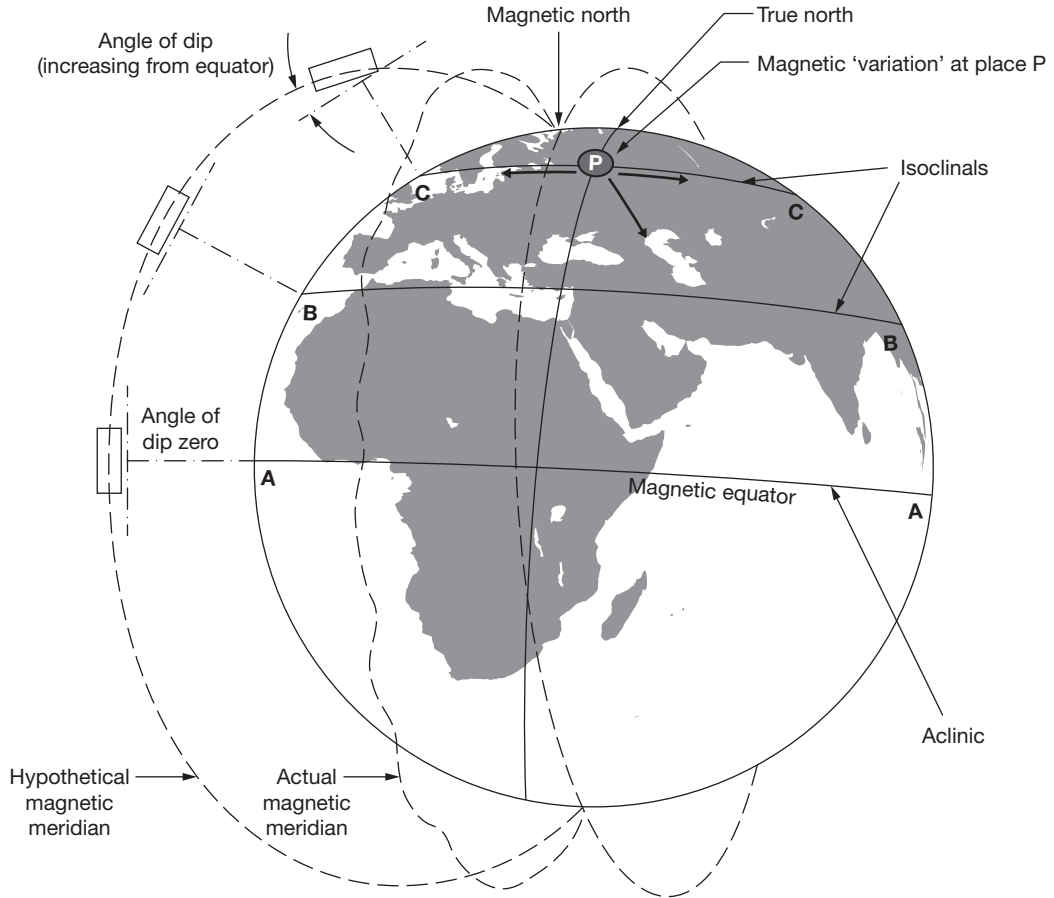 Magnetic north
True north
Angle of dip
(increasing from equator)
Magnetic ‘variation’ at place P
P
Isoclinals
C
C
B
B
Angle of
dip zero
A
Magnetic equator
A
Aclinic
Hypothetical
magnetic
meridian
Actual
magnetic
meridian